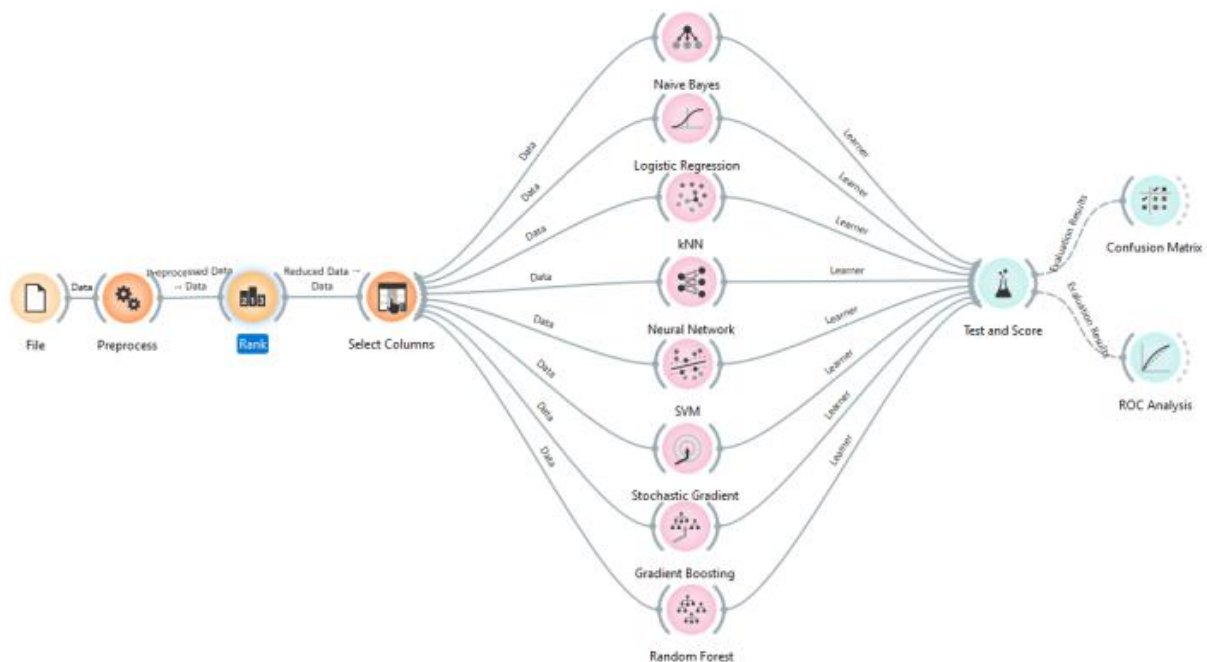 File
Data
Preprocess
Preprocessed Data
→ Data
Rank
Reduced Data →
Data
Select Columns
Data
Data
Data
Data
Data
Data
Data
Data
Naive Bayes
Logistic Regression
kNN
Neural Network
SVM
Stochastic Gradient
Gradient Boosting
Random Forest
Learner
Learner
Learner
Learner
Learner
Learner
Learner
Learner
Test and Score
Evaluation Results
Evaluation Results
Confusion Matrix
ROC Analysis
213